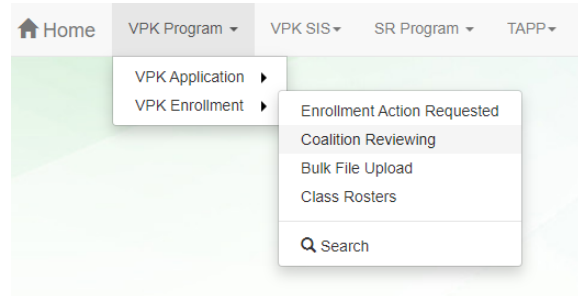 Home VPK Program VPK SIS SR Program TAPP
VPK Application
VPK Enrollment
Enrollment Action Requested
Coalition Reviewing
Bulk File Upload
Class Rosters
Search